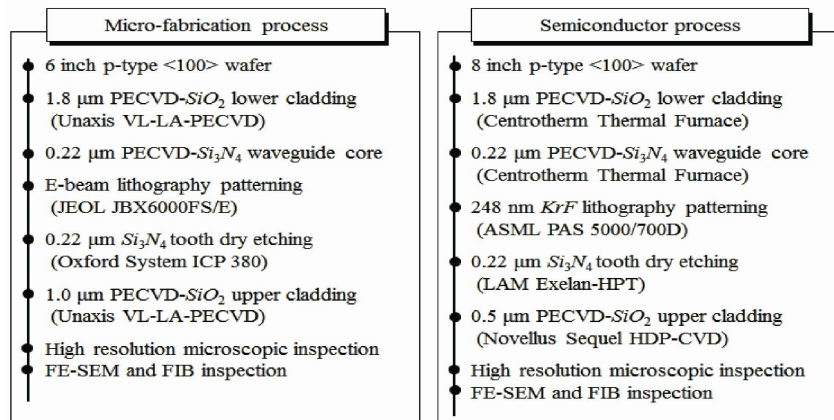 Micro-fabrication process
6 inch p-type <100> wafer
1.8 μm PECVD-SiO2 lower cladding
(Unaxis VL-LA-PECVD)
0.22 μm PECVD-Si3N4 waveguide core
E-beam lithography patterning
(JEOL JBX6000FS/E)
0.22 μm Si3N4 tooth dry etching
(Oxford System ICP 380)
1.0 μm PECVD-SiO2 upper cladding
(Unaxis VL-LA-PECVD)
High resolution microscopic inspection
FE-SEM and FIB inspection
Semiconductor process
8 inch p-type <100> wafer
1.8 μm PECVD-SiO2 lower cladding
(Centrotherm Thermal Furnace)
0.22 μm PECVD-Si3N4 waveguide core
(Centrotherm Thermal Furnace)
248 nm KrF lithography patterning
(ASML PAS 5000/700D)
0.22 μm Si3N4 tooth dry etching
(LAM Exelan-HPT)
0.5 μm PECVD-SiO2 upper cladding
(Novellus Sequel HDP-CVD)
High resolution microscopic inspection
FE-SEM and FIB inspection